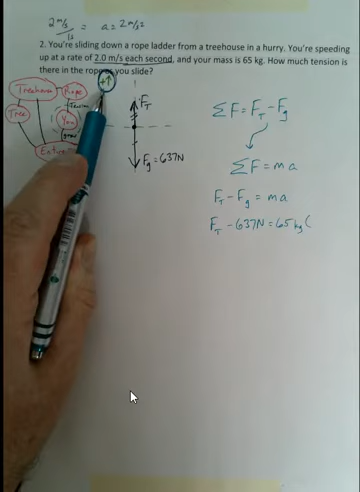 2 m/s / 1s = a = 2 m/s²
2. You're sliding down a rope ladder from a treehouse in a hurry. You're speeding
up at a rate of 2.0 m/s each second, and your mass is 65 kg. How much tension is
there in the rope you slide?
Treehouse
Rope
Tension
Tree
You
grav
+↑
F_T
F_g = 637N
ΣF = F_T - F_g
ΣF = ma
F_T - F_g = ma
F_T - 637N = 65 kg (